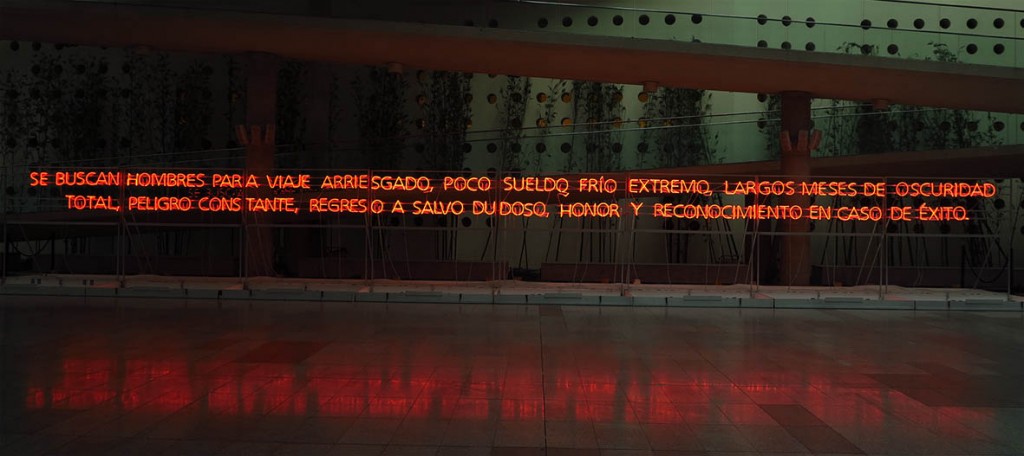 SE BUSCAN HOMBRES PARA VIAJE ARRIESGADO, POCO SUELDO, FRÍO EXTREMO, LARGOS MESES DE OSCURIDAD
TOTAL, PELIGRO CONSTANTE, REGRESO A SALVO DUDOSO, HONOR Y RECONOCIMIENTO EN CASO DE ÉXITO.